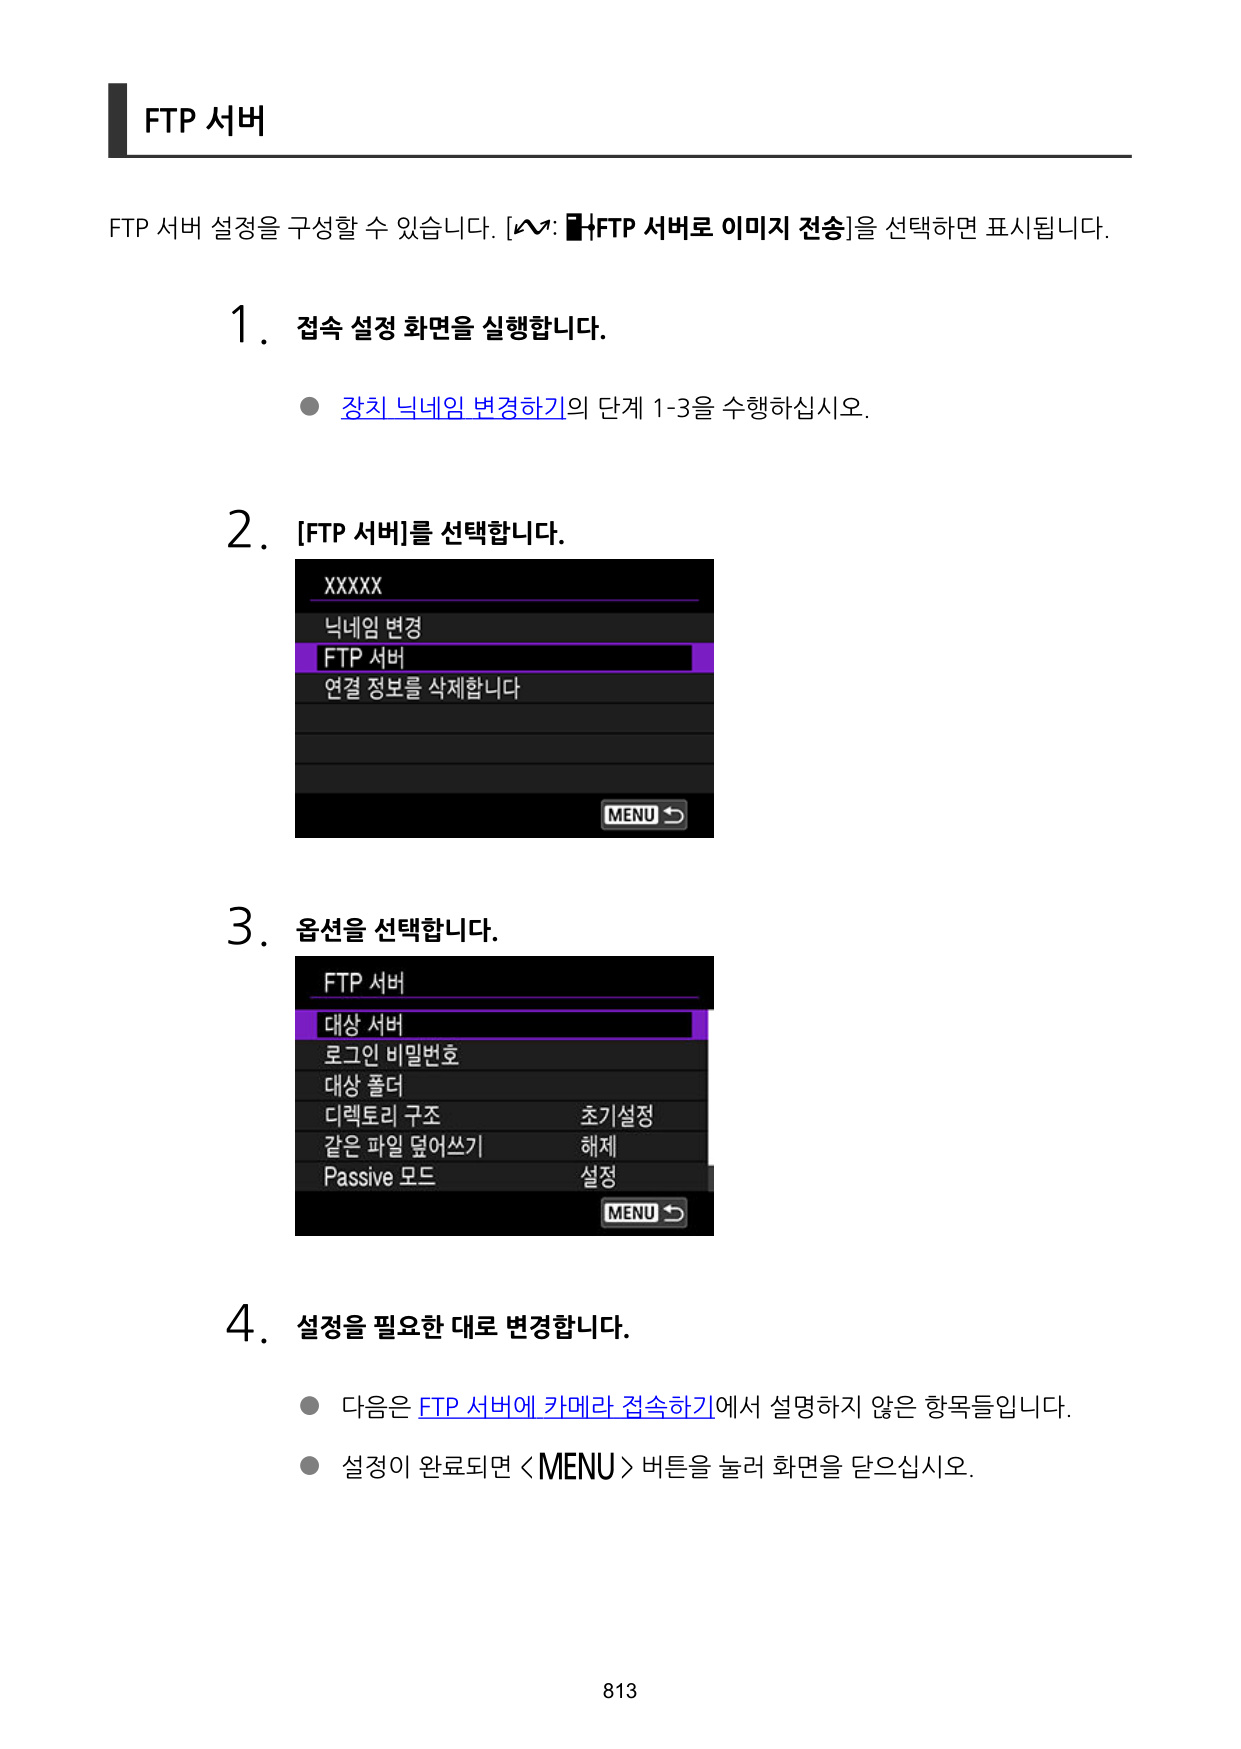 FTP 서버
FTP 서버 설정을 구성할 수 있습니다. [: FTP 서버로 이미지 전송]을 선택하면 표시됩니다.
1. 접속 설정 화면을 실행합니다.
● 장치 닉네임 변경하기의 단계 1-3을 수행하십시오.
2. [FTP 서버]를 선택합니다.
XXXXX
닉네임 변경
FTP 서버
연결 정보를 삭제합니다
MENU
3. 옵션을 선택합니다.
FTP 서버
대상 서버
로그인 비밀번호
대상 폴더
디렉토리 구조 초기설정
같은 파일 덮어쓰기 해제
Passive 모드 설정
MENU
4. 설정을 필요한 대로 변경합니다.
● 다음은 FTP 서버에 카메라 접속하기에서 설명하지 않은 항목들입니다.
● 설정이 완료되면 <MENU> 버튼을 눌러 화면을 닫으십시오.
813